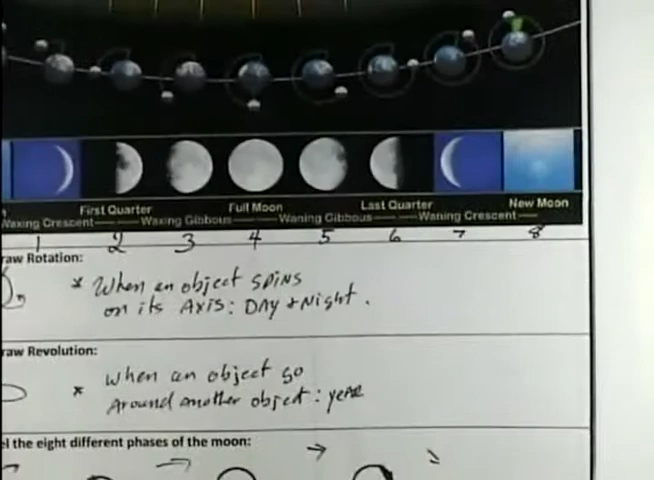 First Quarter Full Moon Last Quarter New Moon
Waxing Crescent Waxing Gibbous Waning Gibbous Waning Crescent
1 2 3 4 5 6 7 8
raw Rotation:
* When an object spins
on its Axis: Day + Night.
raw Revolution:
* when an object go
Around another object: year
el the eight different phases of the moon: